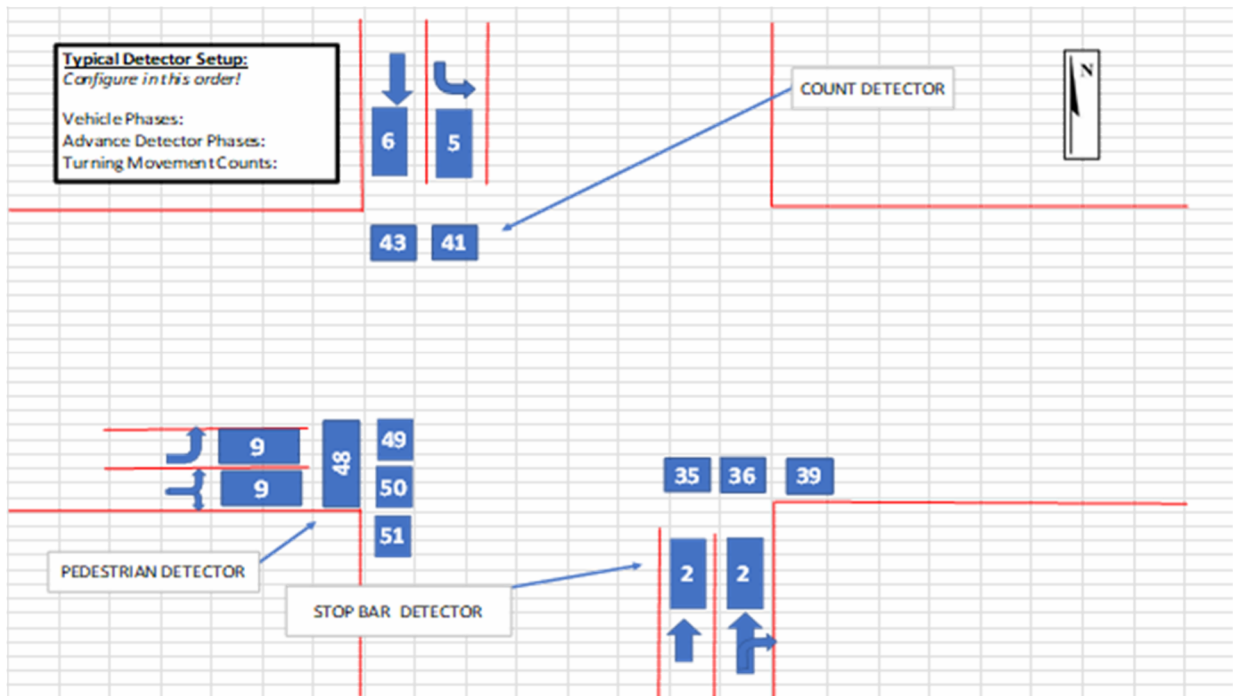 Typical Detector Setup:
Configure in this order!
Vehicle Phases:
Advance Detector Phases:
Turning Movement Counts:
N
COUNT DETECTOR
6 5
43 41
9 48 49
9 50
51
35 36 39
2 2
PEDESTRIAN DETECTOR
STOP BAR DETECTOR